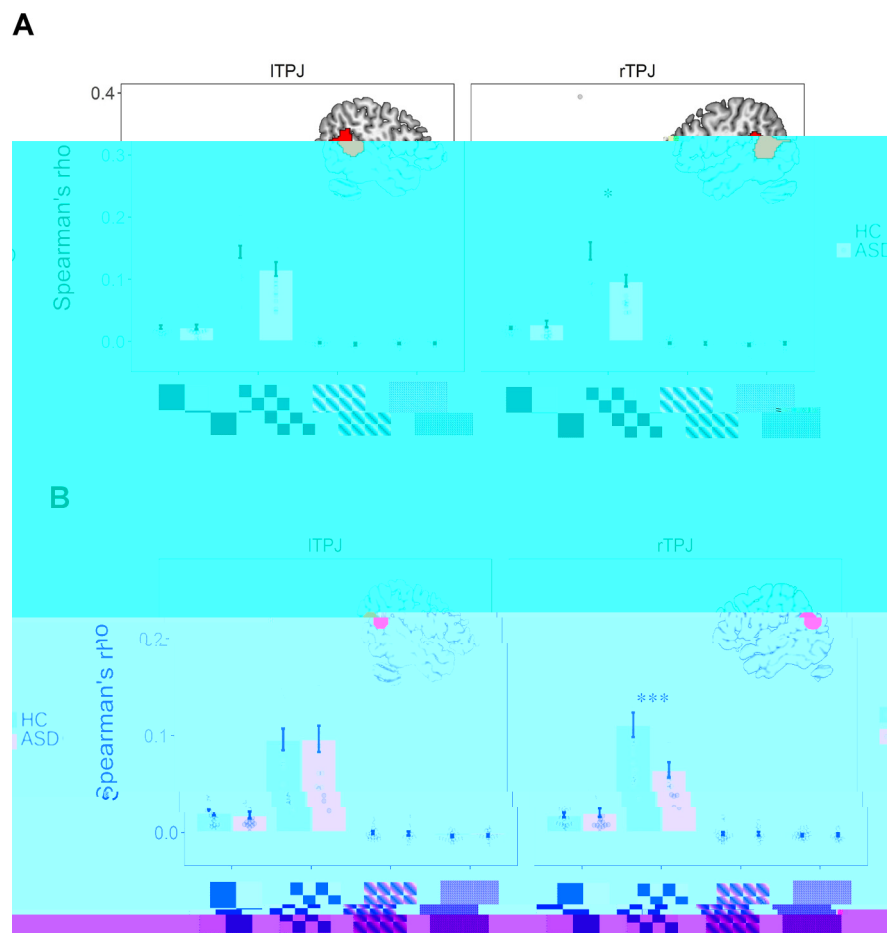 A
lTPJ rTPJ
0.4
0.3
0.2
0.1
0.0
Spearman's rho
*
HC
ASD
B
lTPJ rTPJ
0.2
0.1
0.0
Spearman's rho
***
HC
ASD